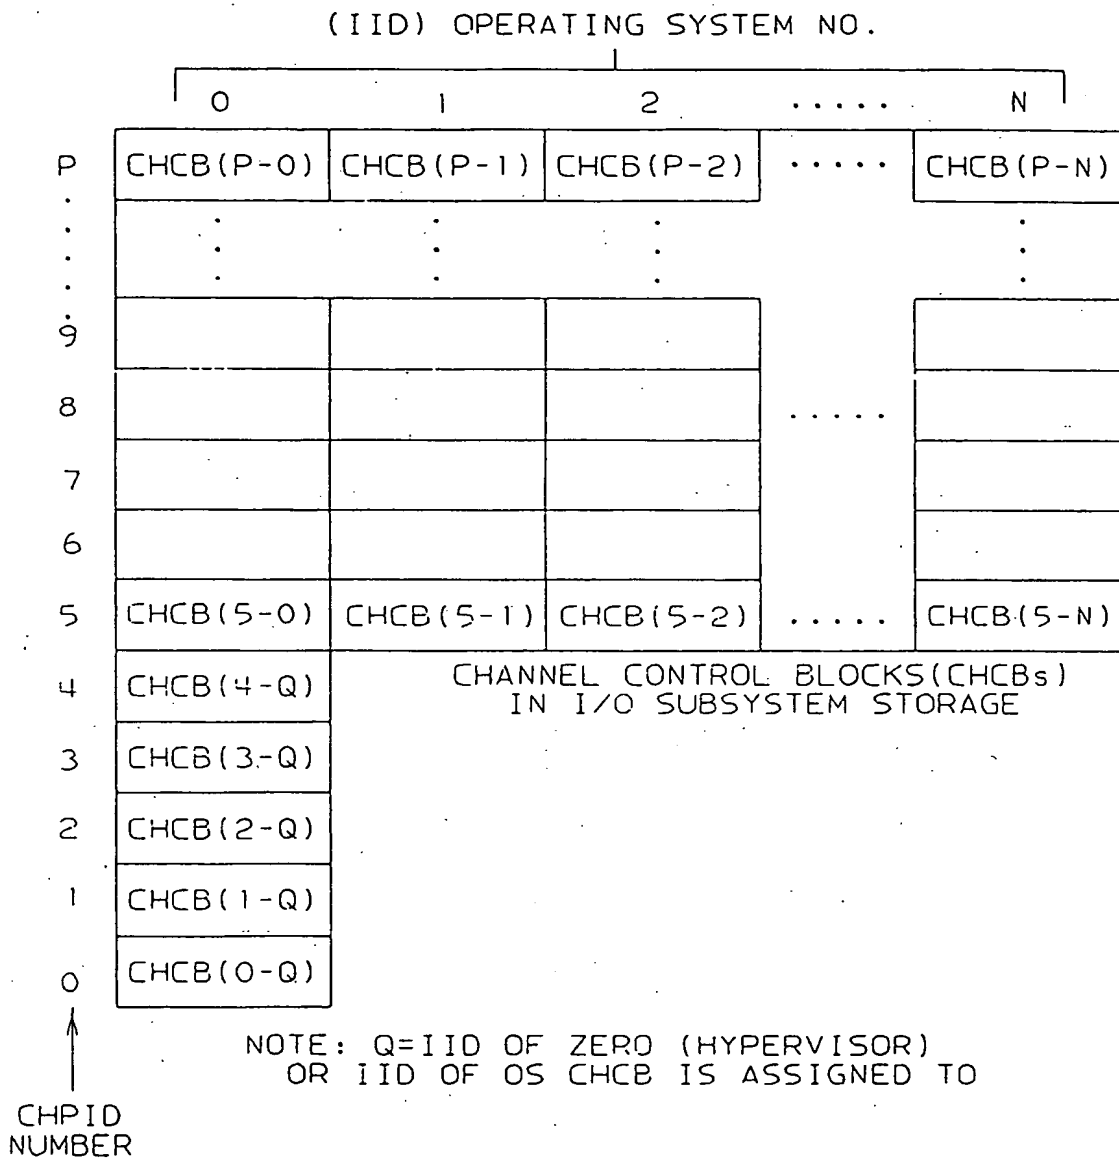 (IID) OPERATING SYSTEM NO.
0 1 2 ..... N
P CHCB(P-0) CHCB(P-1) CHCB(P-2) ..... CHCB(P-N)
9
8 .....
7
6
5 CHCB(5-0) CHCB(5-1) CHCB(5-2) ..... CHCB(5-N)
4 CHCB(4-Q)
CHANNEL CONTROL BLOCKS(CHCBs)
IN I/O SUBSYSTEM STORAGE
3 CHCB(3-Q)
2 CHCB(2-Q)
1 CHCB(1-Q)
0 CHCB(0-Q)
NOTE: Q=IID OF ZERO (HYPERVISOR)
OR IID OF OS CHCB IS ASSIGNED TO
CHPID
NUMBER